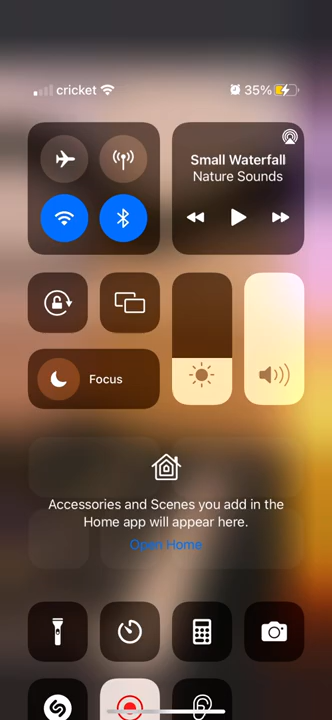 cricket
35%
Small Waterfall
Nature Sounds
Focus
Accessories and Scenes you add in the
Home app will appear here.
Open Home